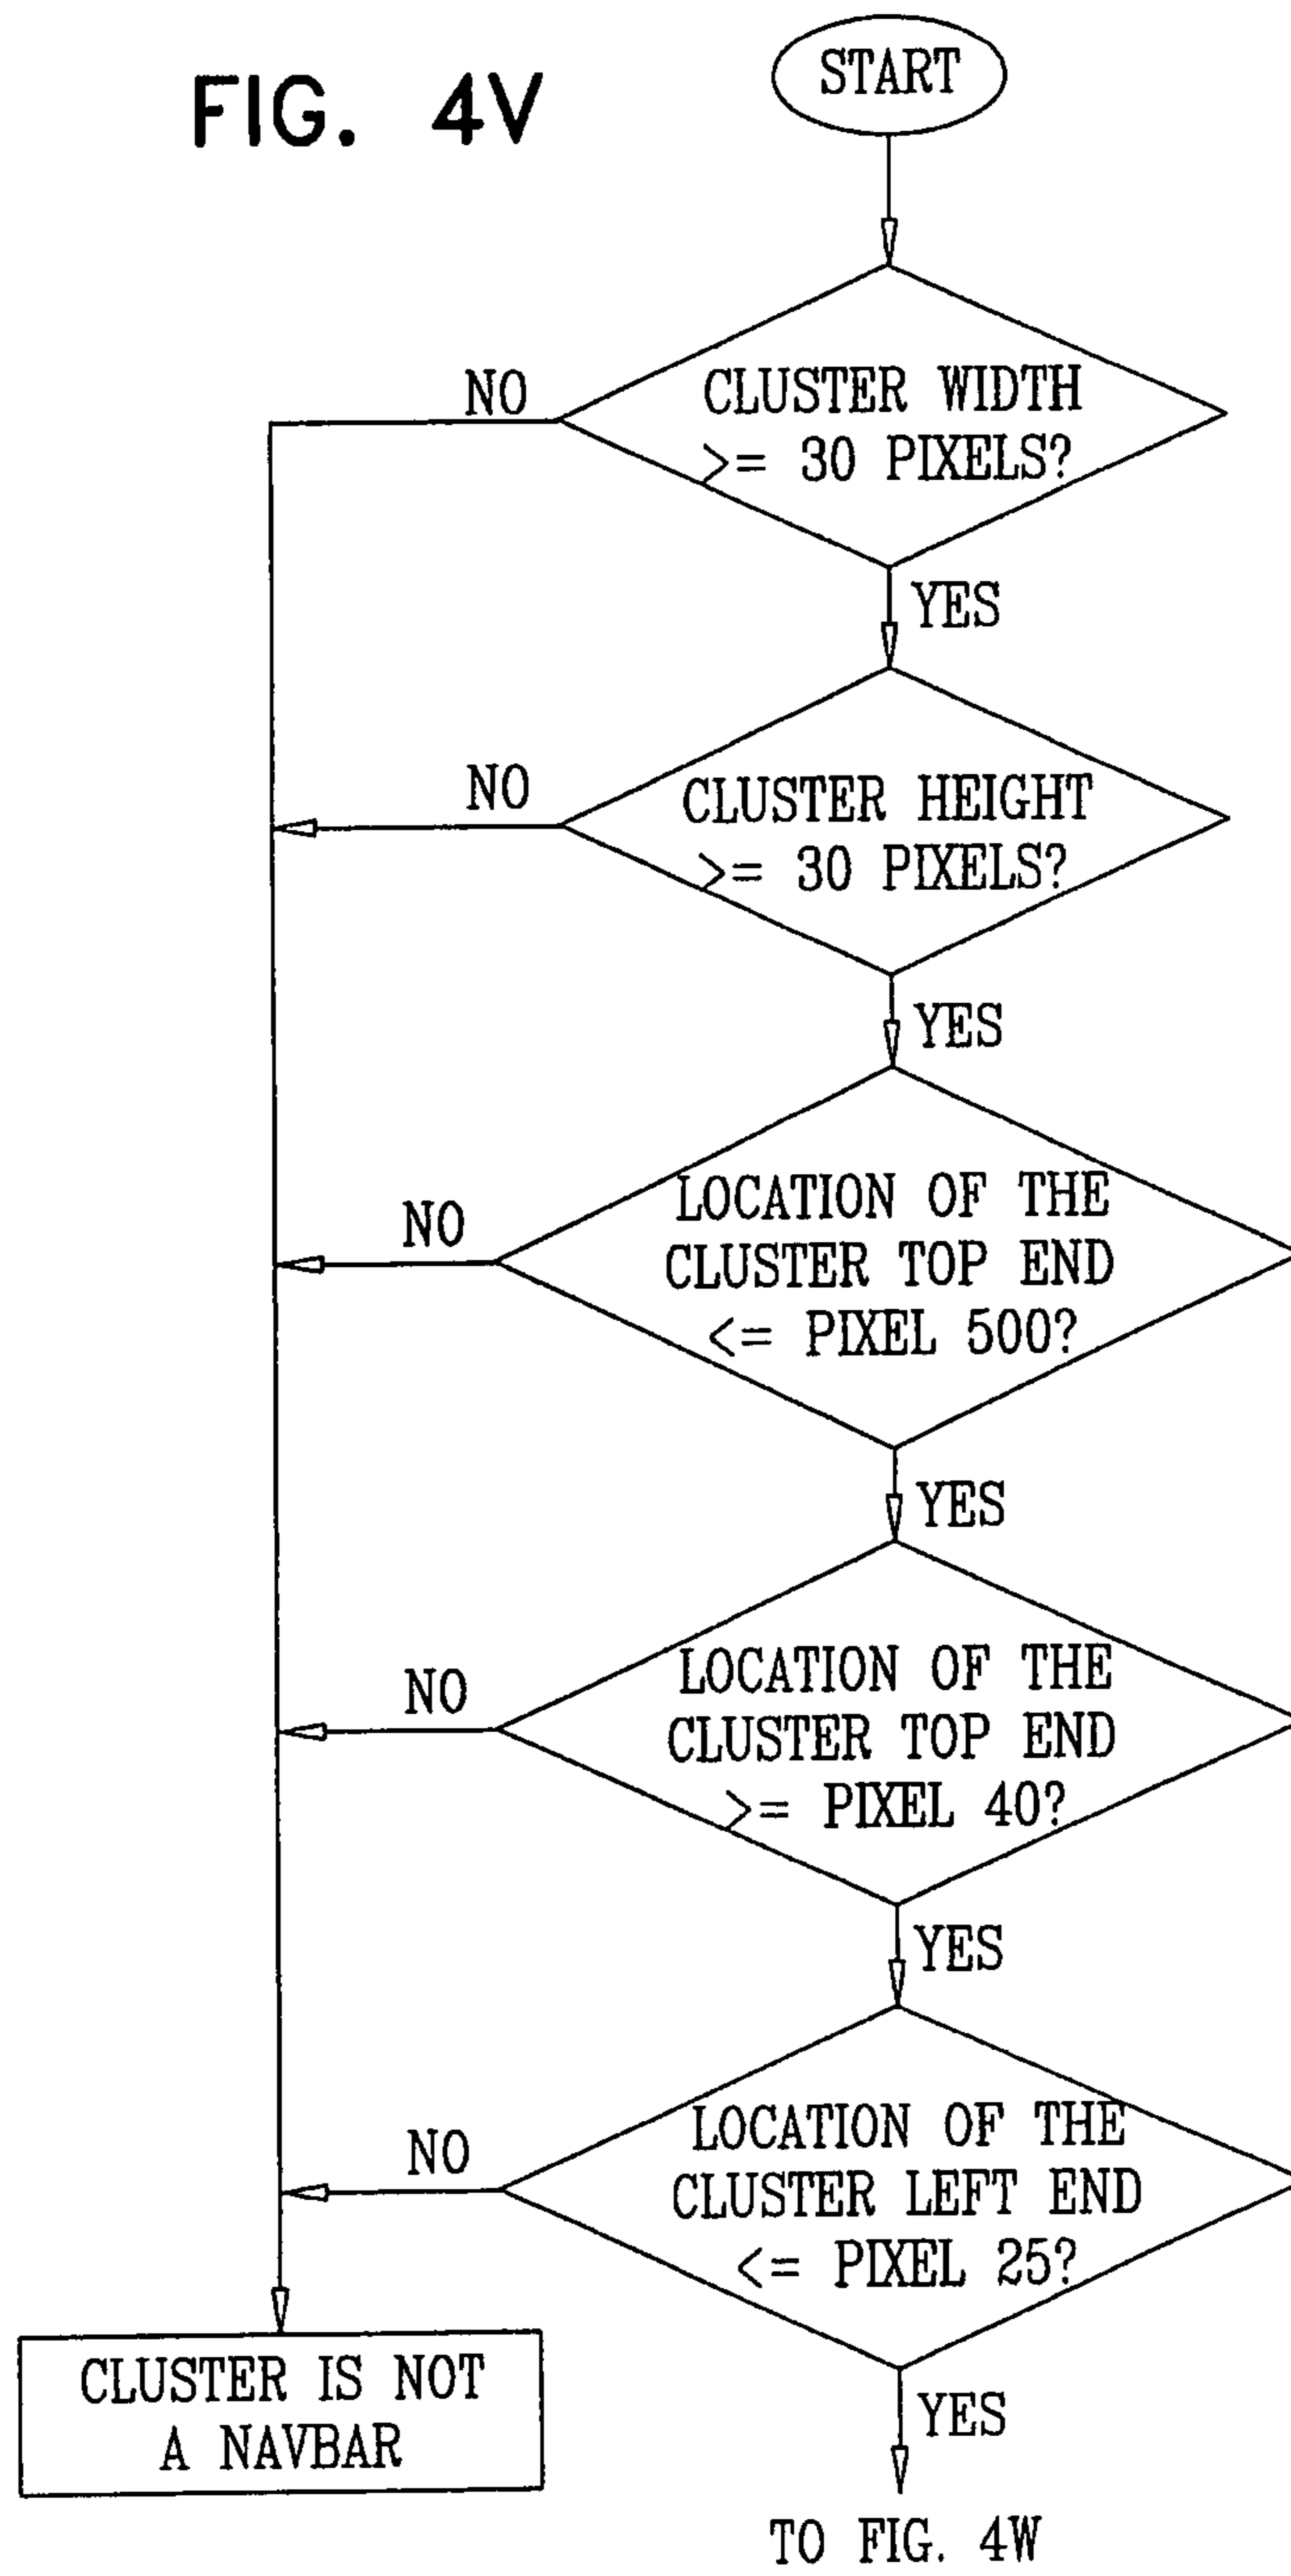 FIG. 4V
START
CLUSTER WIDTH
>= 30 PIXELS?
NO
YES
CLUSTER HEIGHT
>= 30 PIXELS?
NO
YES
LOCATION OF THE
CLUSTER TOP END
<= PIXEL 500?
NO
YES
LOCATION OF THE
CLUSTER TOP END
>= PIXEL 40?
NO
YES
LOCATION OF THE
CLUSTER LEFT END
<= PIXEL 25?
NO
YES
CLUSTER IS NOT
A NAVBAR
TO FIG. 4W